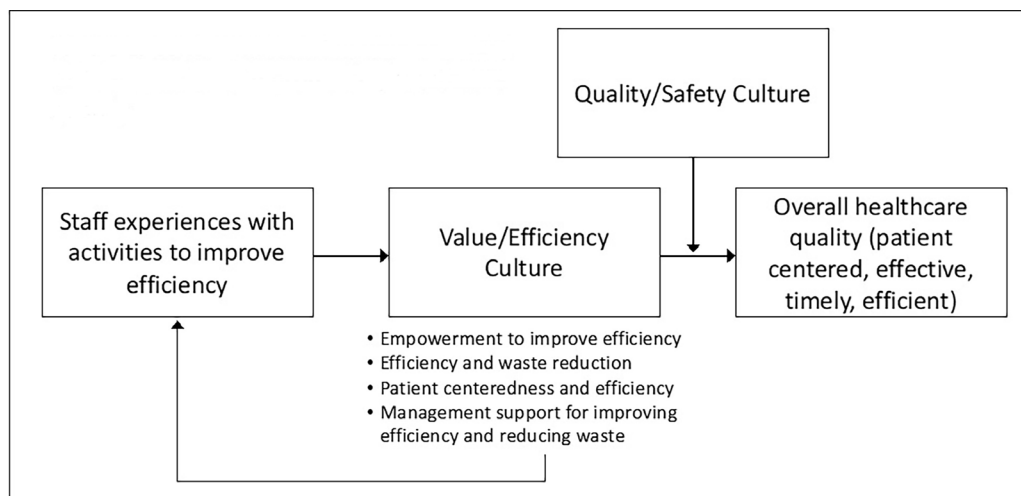 Quality/Safety Culture
Staff experiences with
activities to improve
efficiency
Value/Efficiency
Culture
Overall healthcare
quality (patient
centered, effective,
timely, efficient)
• Empowerment to improve efficiency
• Efficiency and waste reduction
• Patient centeredness and efficiency
• Management support for improving
efficiency and reducing waste